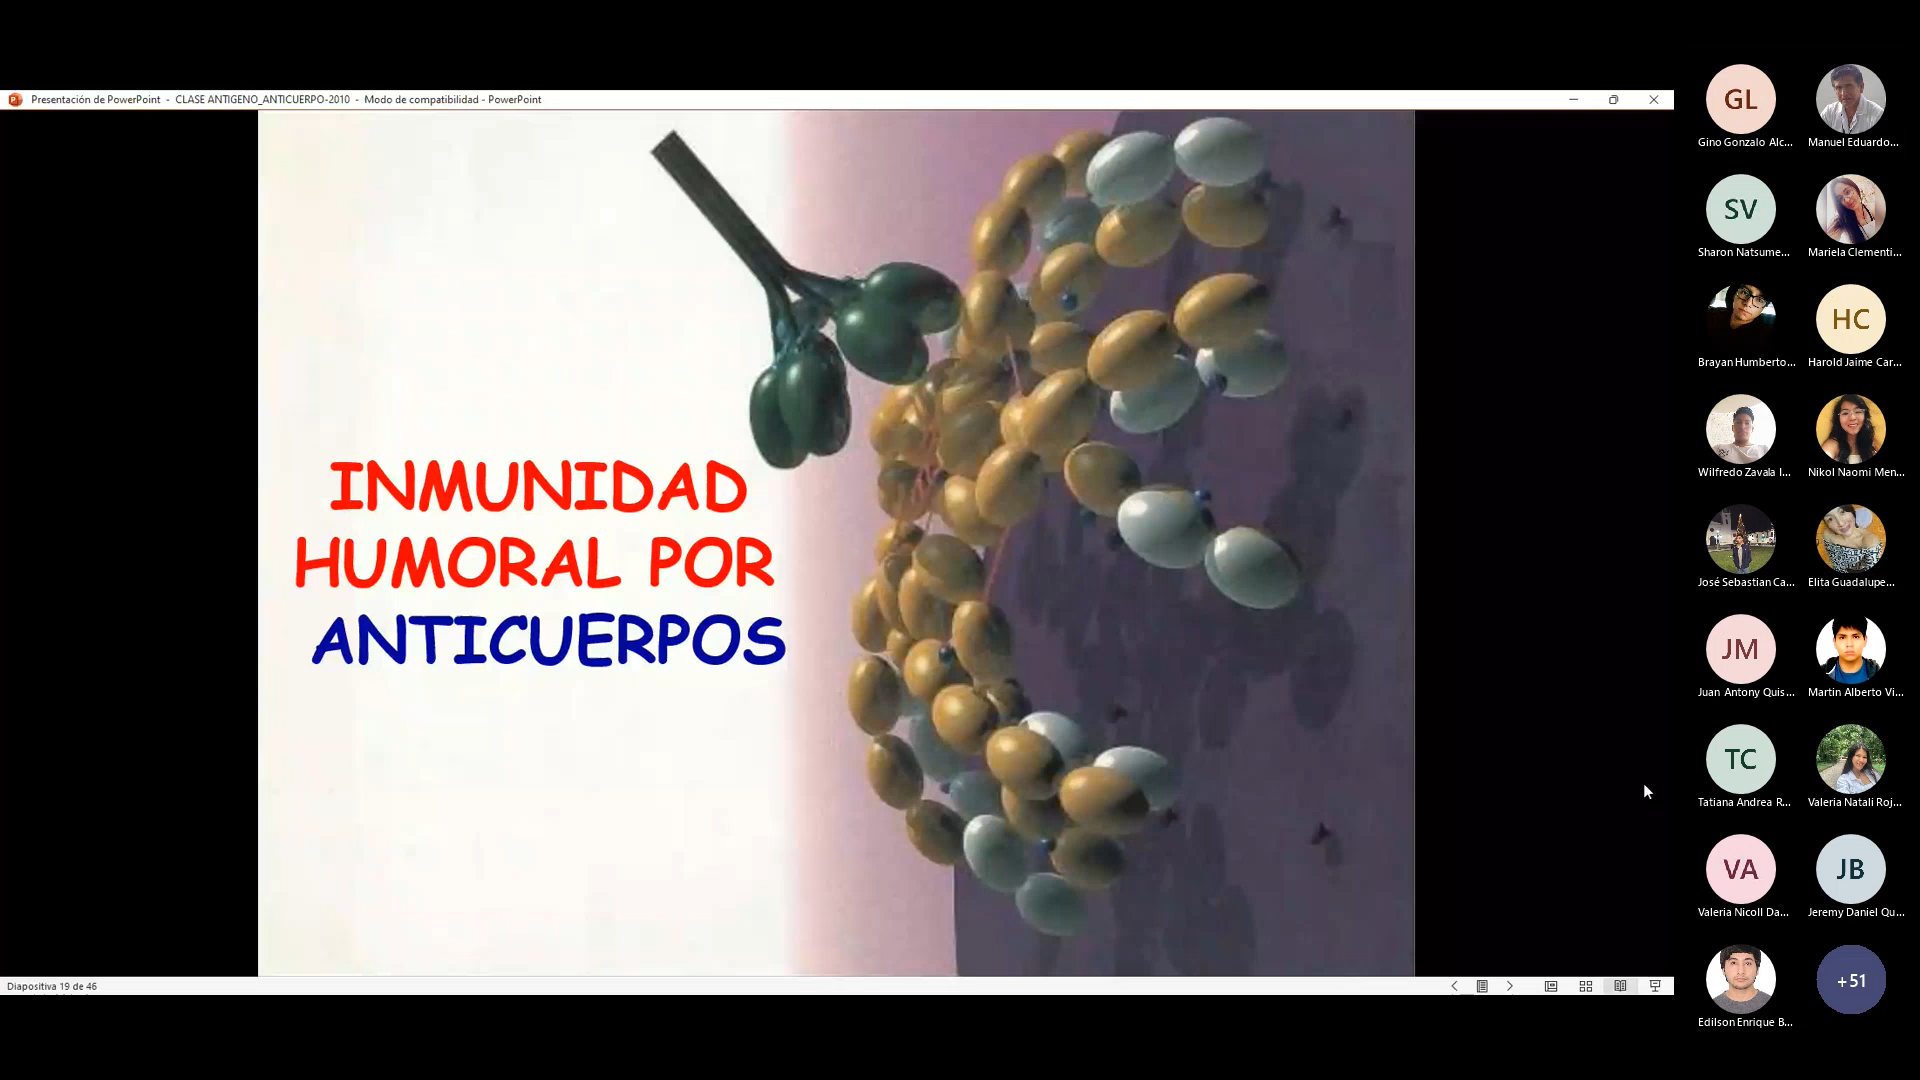 Presentación de PowerPoint - CLASE ANTIGENO_ANTICUERPO-2010 - Modo de compatibilidad - PowerPoint
INMUNIDAD
HUMORAL POR
ANTICUERPOS
Diapositiva 19 de 46
GL
Gino Gonzalo Alc...
Manuel Eduardo...
SV
Sharon Natsume...
Mariela Clementi...
Brayan Humberto...
HC
Harold Jaime Car...
Wilfredo Zavala I...
Nikol Naomi Men...
José Sebastian Ca...
Elita Guadalupe...
JM
Juan Antony Quis...
Martin Alberto Vi...
TC
Tatiana Andrea R...
Valeria Natali Roj...
VA
Valeria Nicoll Da...
JB
Jeremy Daniel Qu...
Edilson Enrique B...
+51